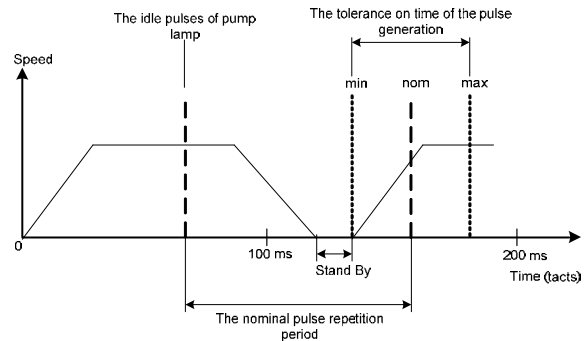 The idle pulses of pump
lamp
The tolerance on time of the pulse
generation
Speed
min
nom
max
0
100 ms
200 ms
Stand By
Time (tacts)
The nominal pulse repetition
period